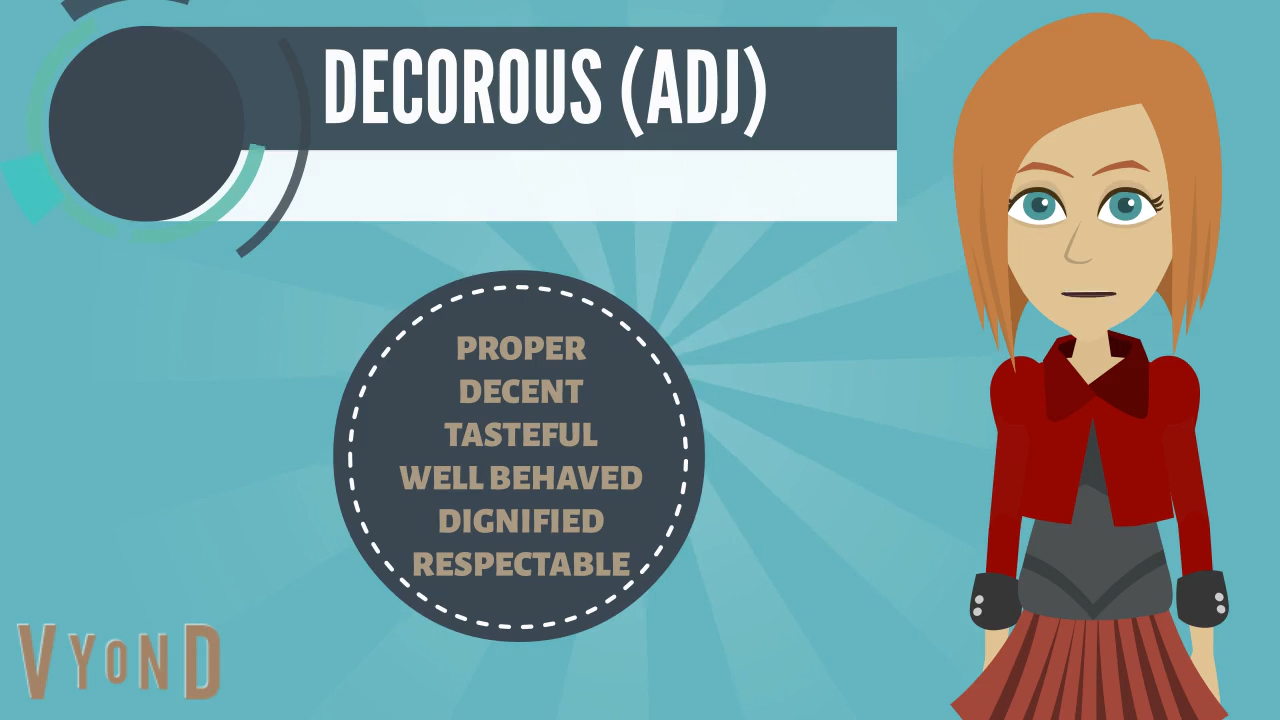 DECOROUS (ADJ)
PROPER
DECENT
TASTEFUL
WELL BEHAVED
DIGNIFIED
RESPECTABLE
VYOND